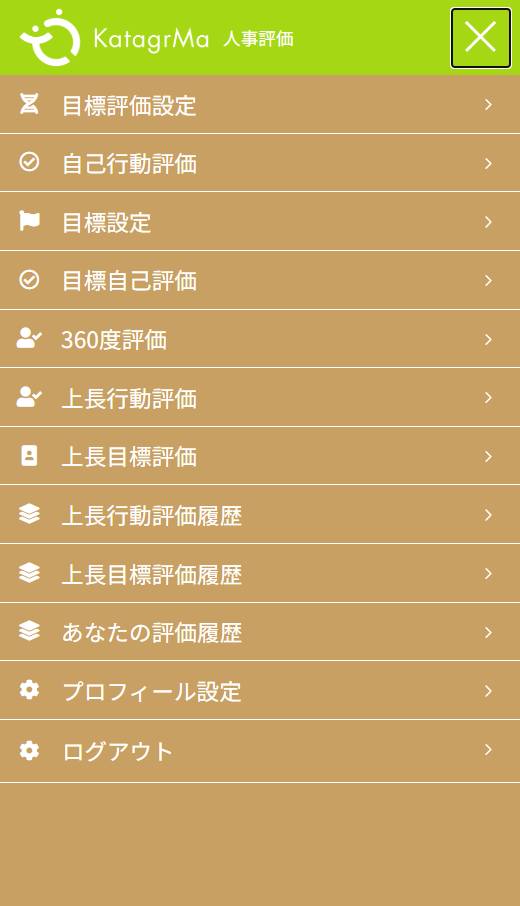 KatagrMa 人事評価
目標評価設定
自己行動評価
目標設定
目標自己評価
360度評価
上長行動評価
上長目標評価
上長行動評価履歴
上長目標評価履歴
あなたの評価履歴
プロフィール設定
ログアウト